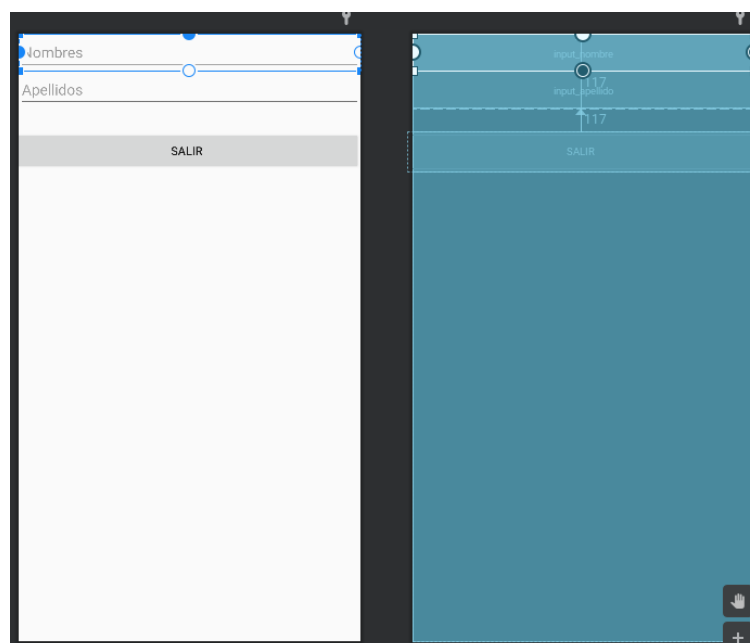 Nombres
Apellidos
SALIR
input_nombre
117
input_apellido
117
SALIR